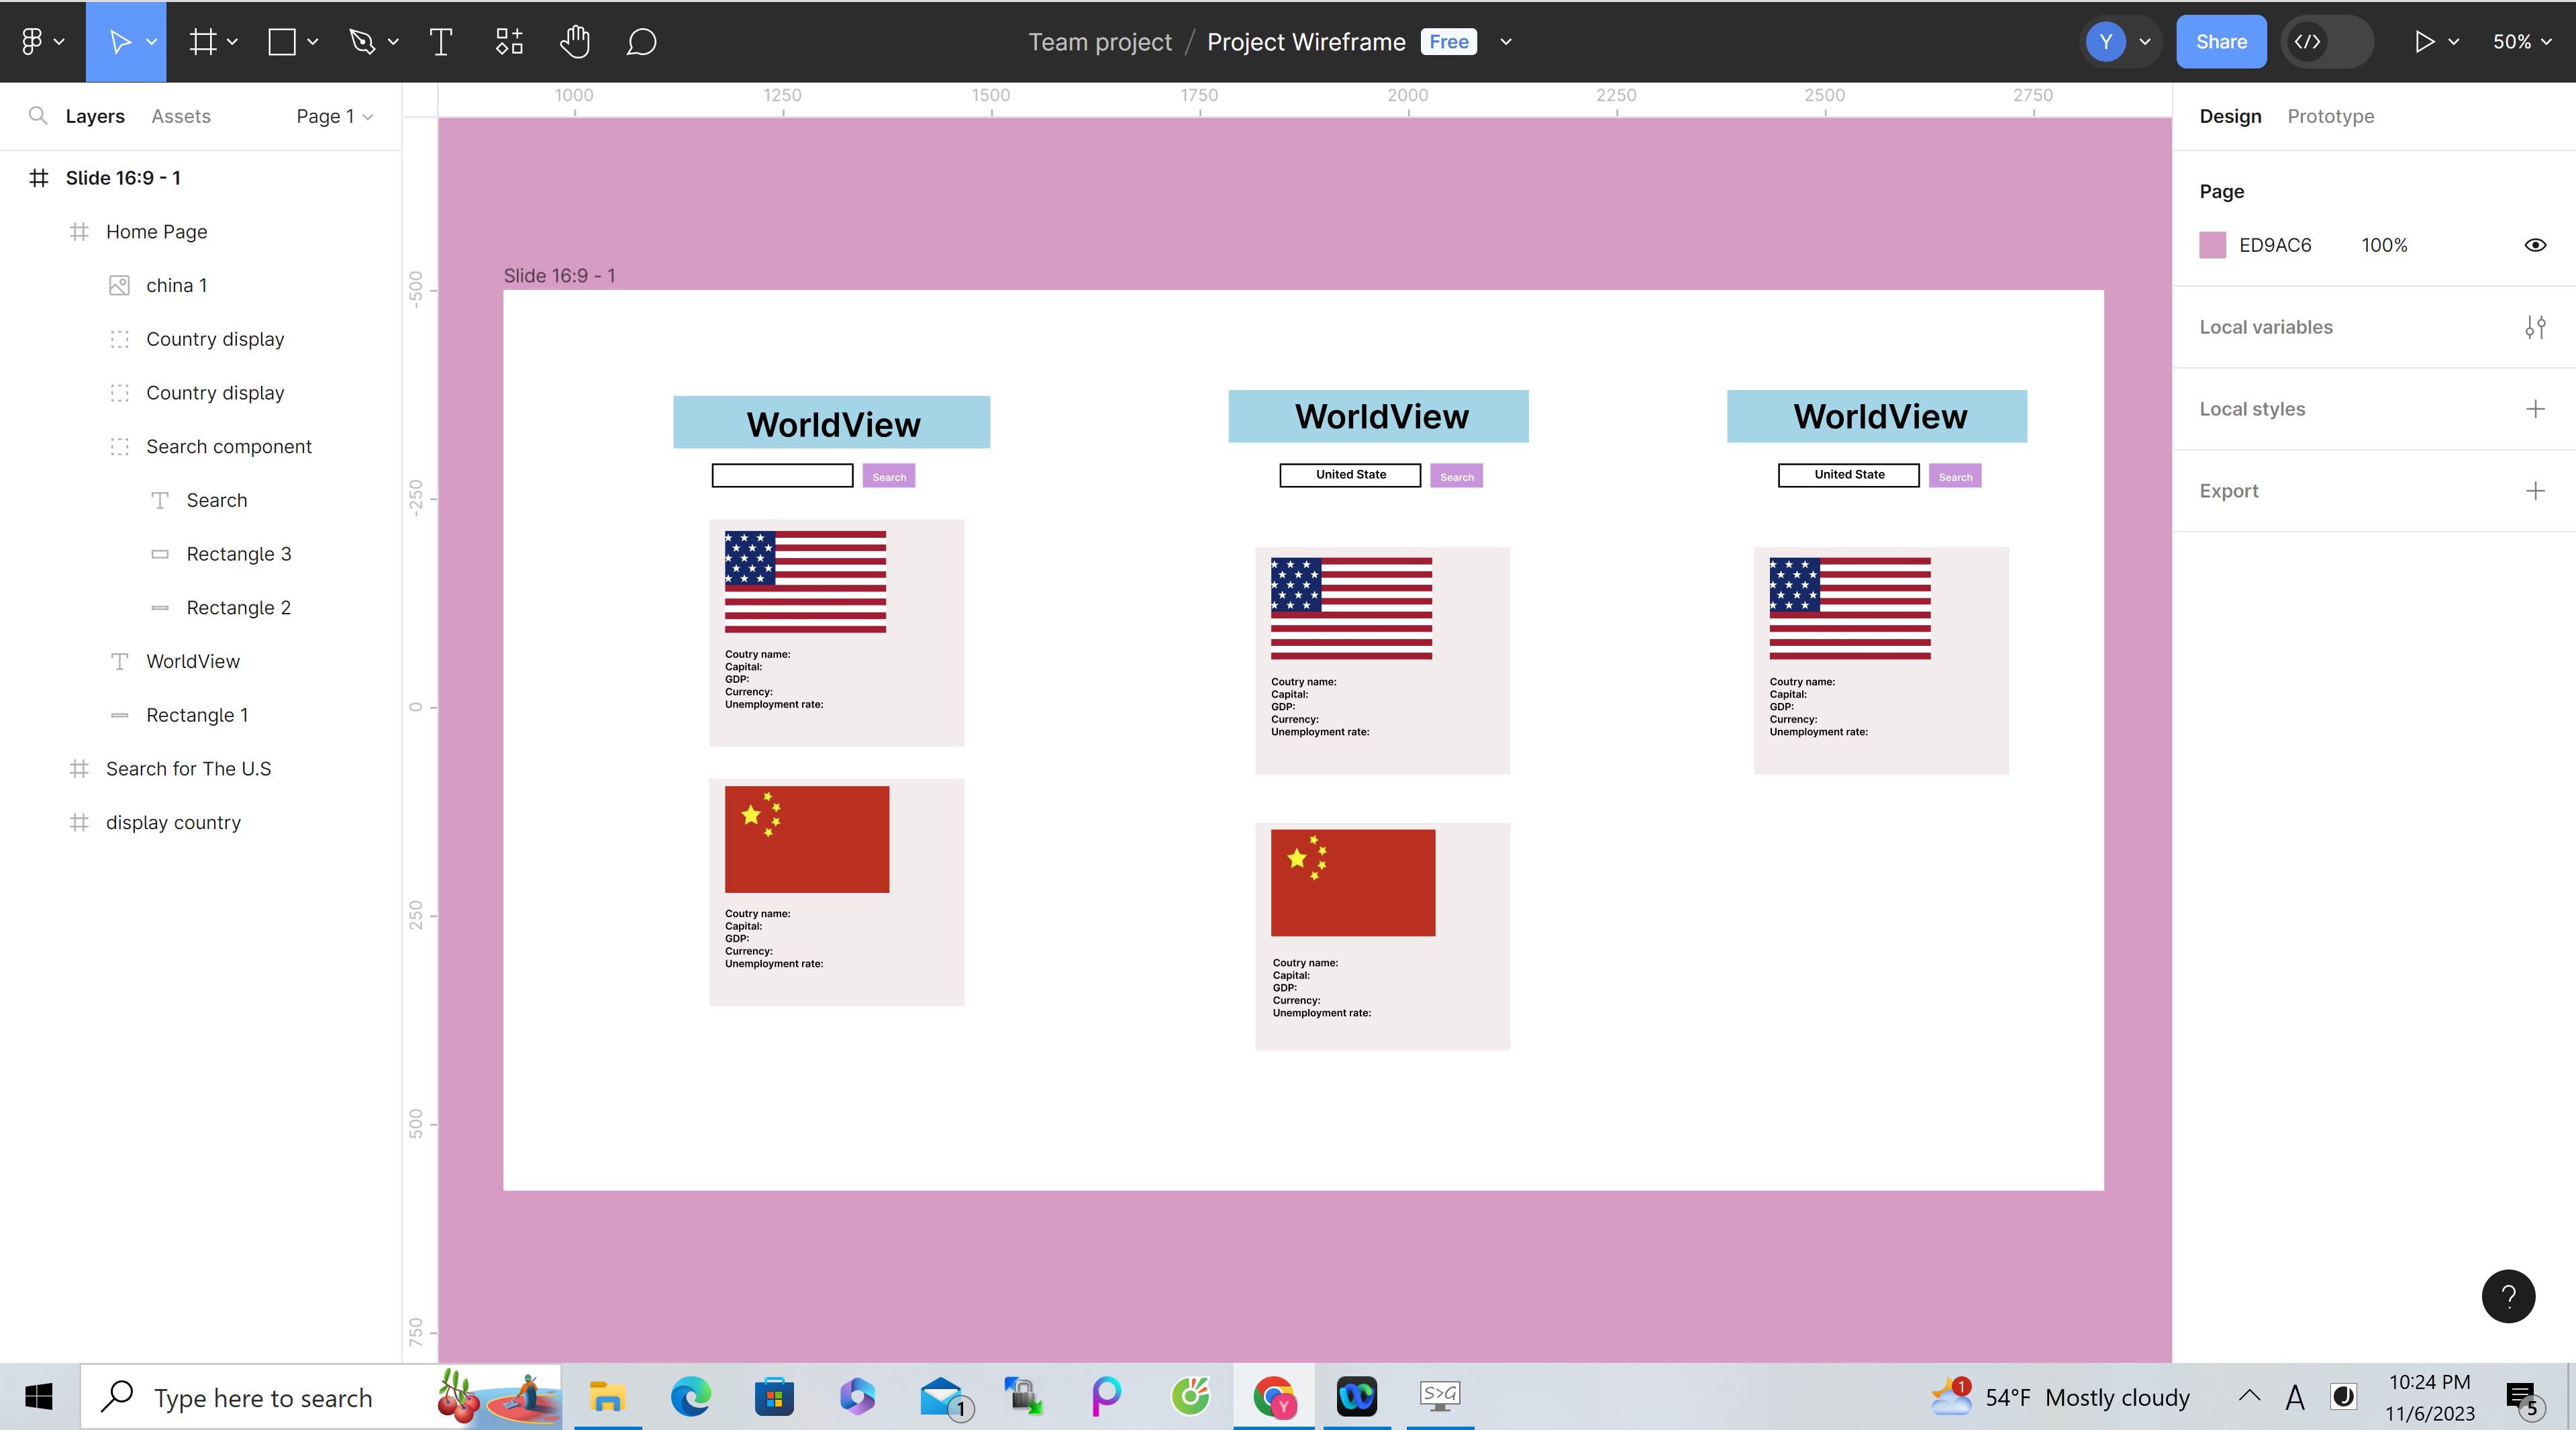 Team project / Project Wireframe Free
Y
Share
50%
Layers Assets Page 1
Slide 16:9 - 1
Home Page
china 1
Country display
Country display
Search component
Search
Rectangle 3
Rectangle 2
WorldView
Rectangle 1
Search for The U.S
display country
1000 1250 1500 1750 2000 2250 2500 2750
-500
-250
0
250
500
750
Slide 16:9 - 1
WorldView
Search
Coutry name:
Capital:
GDP:
Currency:
Unemployment rate:
Coutry name:
Capital:
GDP:
Currency:
Unemployment rate:
WorldView
United State Search
Coutry name:
Capital:
GDP:
Currency:
Unemployment rate:
Coutry name:
Capital:
GDP:
Currency:
Unemployment rate:
WorldView
United State Search
Coutry name:
Capital:
GDP:
Currency:
Unemployment rate:
Design Prototype
Page
ED9AC6 100%
Local variables
Local styles
Export
?
Type here to search
1
Y
S>G
1
54°F Mostly cloudy
A
10:24 PM
11/6/2023
5